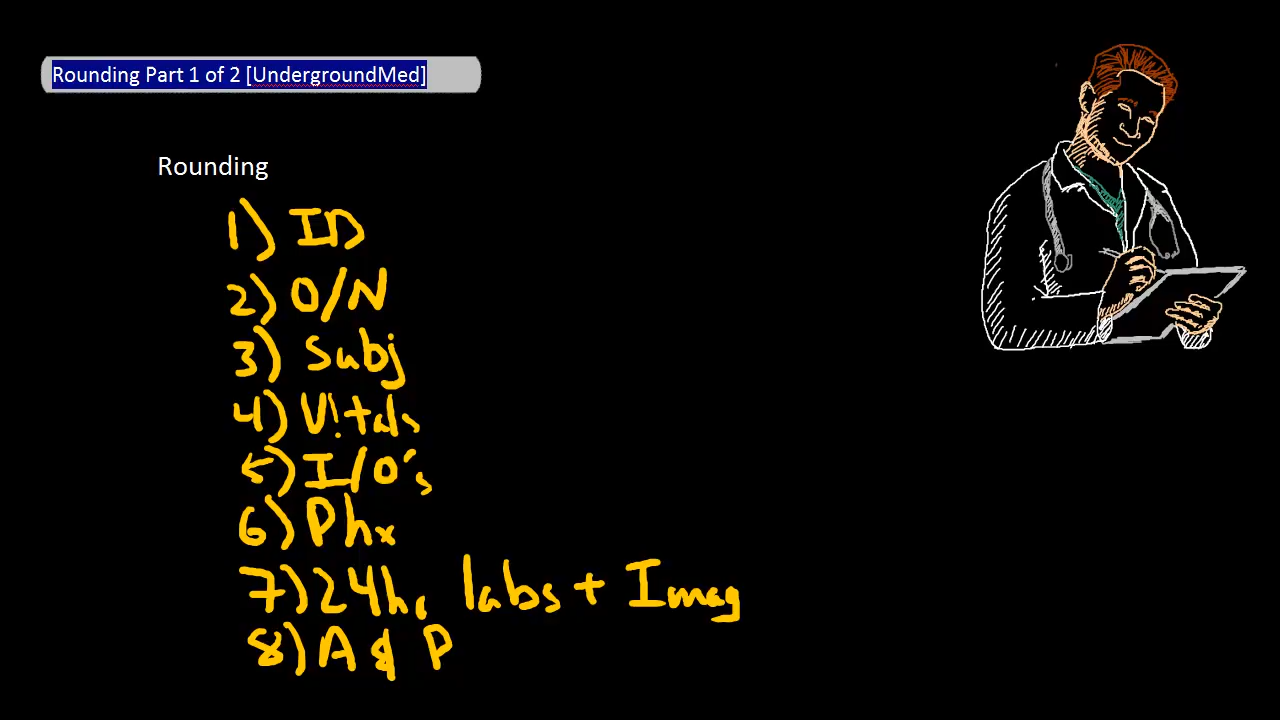 Rounding Part 1 of 2 [UndergroundMed]
Rounding
1) ID
2) O/N
3) Subj
4) Vitals
5) I/O's
6) Phx
7) 24hr labs + Imag
8) A & P